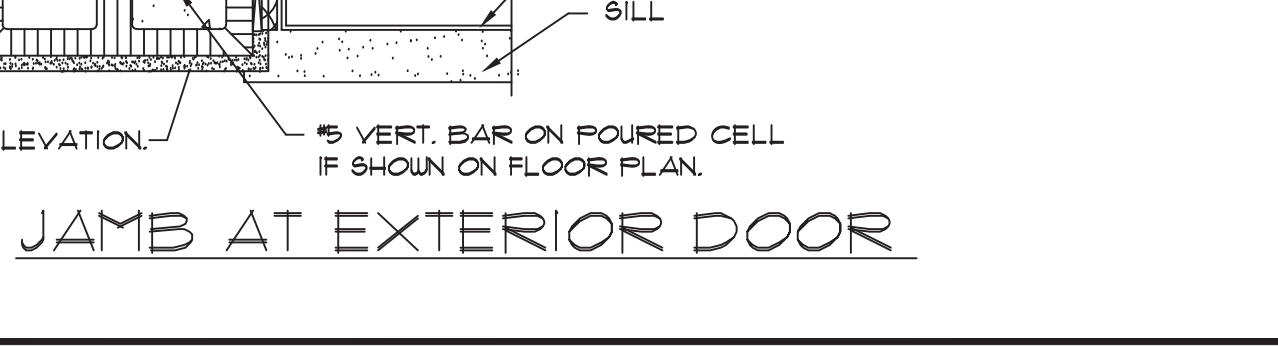 SILL
#5 VERT. BAR ON POURED CELL
IF SHOWN ON FLOOR PLAN.
LEVATION.
JAMB AT EXTERIOR DOOR